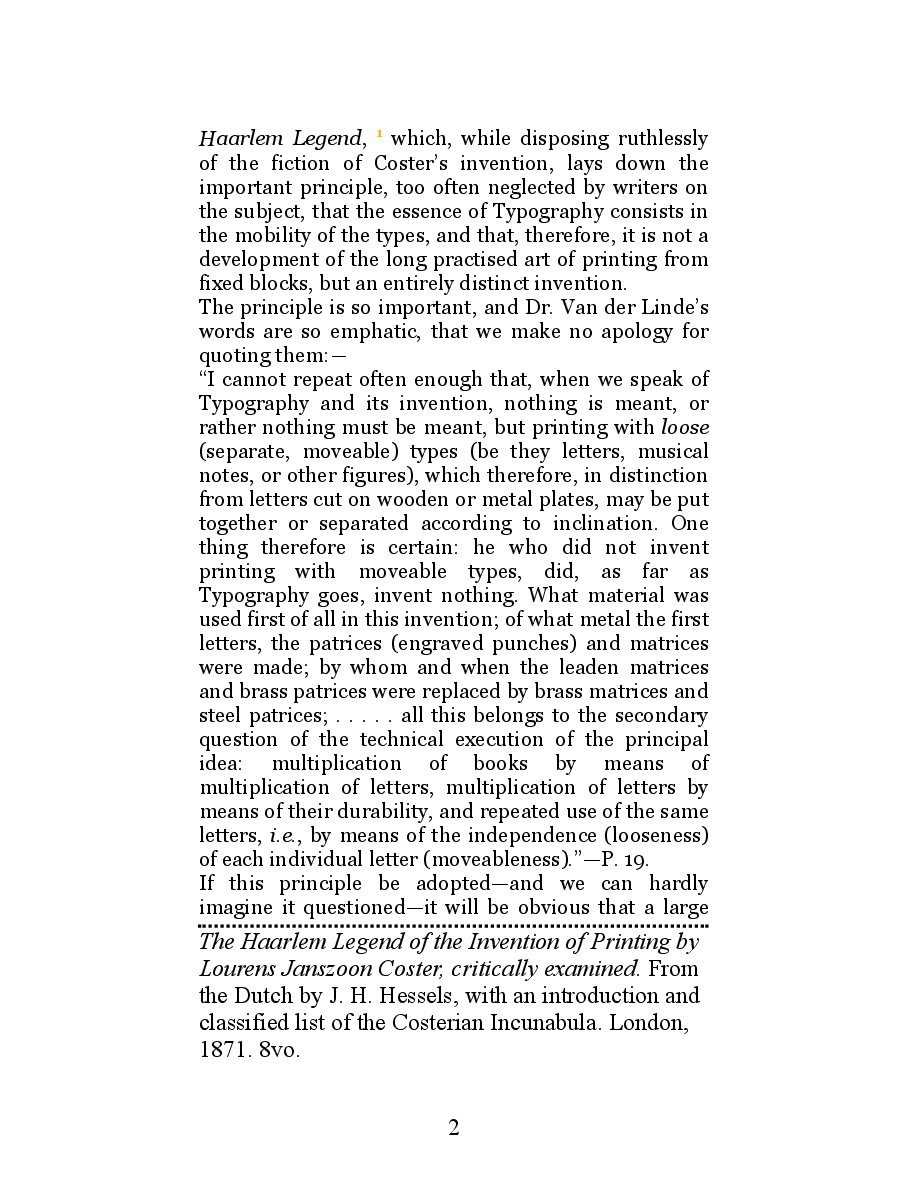 Haarlem Legend, 1 which, while disposing ruthlessly
of the fiction of Coster’s invention, lays down the
important principle, too often neglected by writers on
the subject, that the essence of Typography consists in
the mobility of the types, and that, therefore, it is not a
development of the long practised art of printing from
fixed blocks, but an entirely distinct invention.
The principle is so important, and Dr. Van der Linde’s
words are so emphatic, that we make no apology for
quoting them:—
“I cannot repeat often enough that, when we speak of
Typography and its invention, nothing is meant, or
rather nothing must be meant, but printing with loose
(separate, moveable) types (be they letters, musical
notes, or other figures), which therefore, in distinction
from letters cut on wooden or metal plates, may be put
together or separated according to inclination. One
thing therefore is certain: he who did not invent
printing with moveable types, did, as far as
Typography goes, invent nothing. What material was
used first of all in this invention; of what metal the first
letters, the patrices (engraved punches) and matrices
were made; by whom and when the leaden matrices
and brass patrices were replaced by brass matrices and
steel patrices; . . . . . all this belongs to the secondary
question of the technical execution of the principal
idea: multiplication of books by means of
multiplication of letters, multiplication of letters by
means of their durability, and repeated use of the same
letters, i.e., by means of the independence (looseness)
of each individual letter (moveableness).”—P. 19.
If this principle be adopted—and we can hardly
imagine it questioned—it will be obvious that a large
The Haarlem Legend of the Invention of Printing by
Lourens Janszoon Coster, critically examined. From
the Dutch by J. H. Hessels, with an introduction and
classified list of the Costerian Incunabula. London,
1871. 8vo.
2